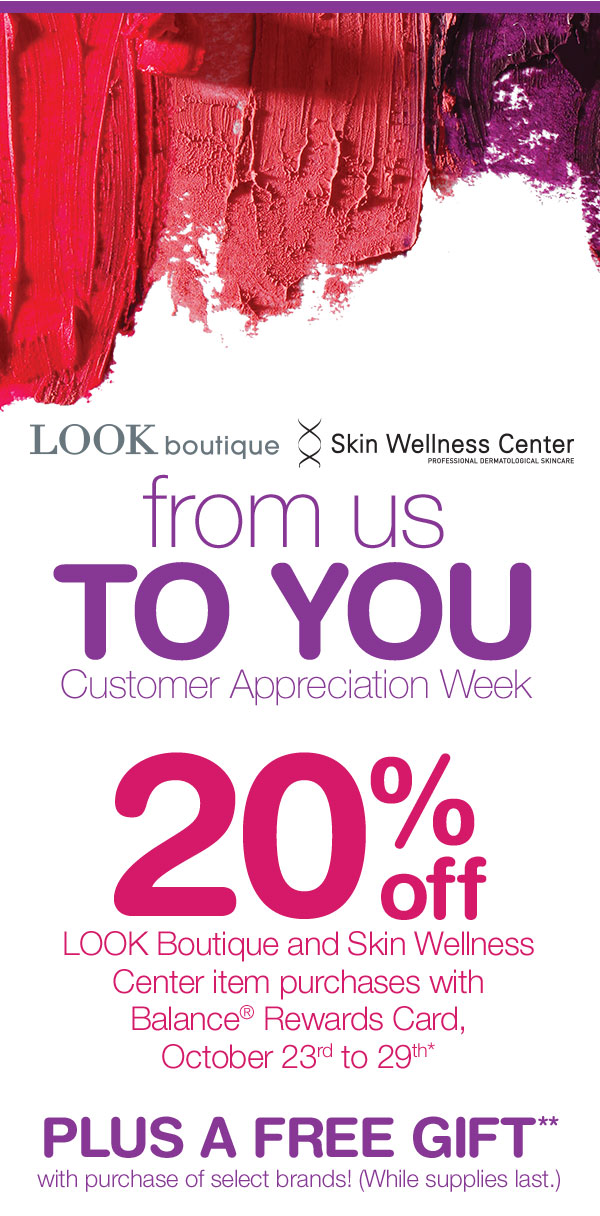 LOOK boutique Skin Wellness Center
PROFESSIONAL DERMATOLOGICAL SKINCARE
from us
TO YOU
Customer Appreciation Week
20% off
LOOK Boutique and Skin Wellness
Center item purchases with
Balance® Rewards Card,
October 23rd to 29th*
PLUS A FREE GIFT**
with purchase of select brands! (While supplies last.)